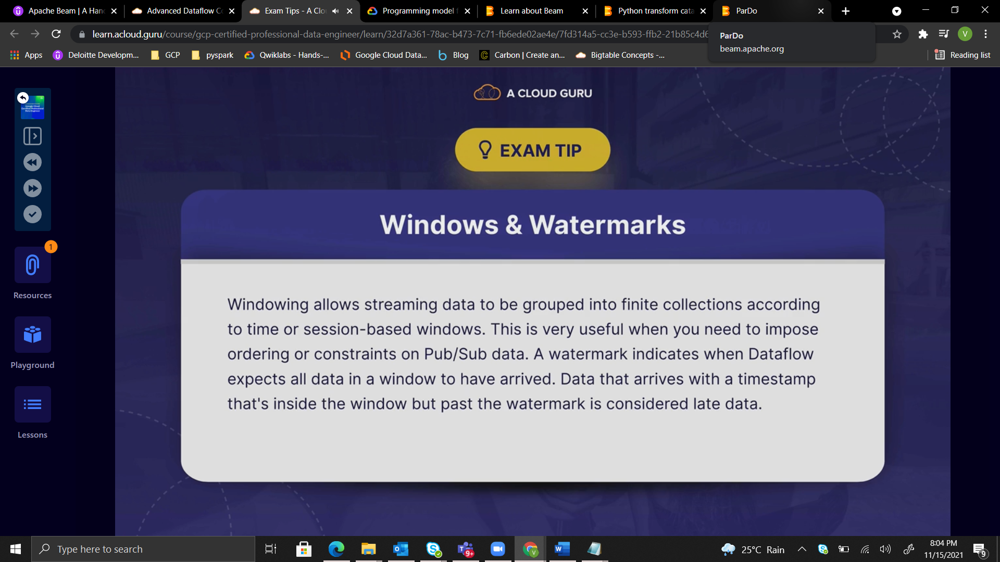 Apache Beam | A Han
Advanced Dataflow Co
Exam Tips - A Clou
Programming model f
Learn about Beam
Python transform cata
ParDo
learn.acloud.guru/course/gcp-certified-professional-data-engineer/learn/32d7a361-78ac-b473-7c71-fb6ede02ae4e/7fd314a5-cc3e-b593-ffb2-21b85c4d6
ParDo
beam.apache.org
V
Apps
Deloitte Developm...
GCP
pyspark
Qwiklabs - Hands-...
Google Cloud Data...
Blog
Carbon | Create an...
Bigtable Concepts -...
Reading list
A CLOUD GURU
EXAM TIP
Windows & Watermarks
Windowing allows streaming data to be grouped into finite collections according
to time or session-based windows. This is very useful when you need to impose
ordering or constraints on Pub/Sub data. A watermark indicates when Dataflow
expects all data in a window to have arrived. Data that arrives with a timestamp
that's inside the window but past the watermark is considered late data.
1
Resources
Playground
Lessons
Type here to search
9+
25°C Rain
8:04 PM
11/15/2021
9